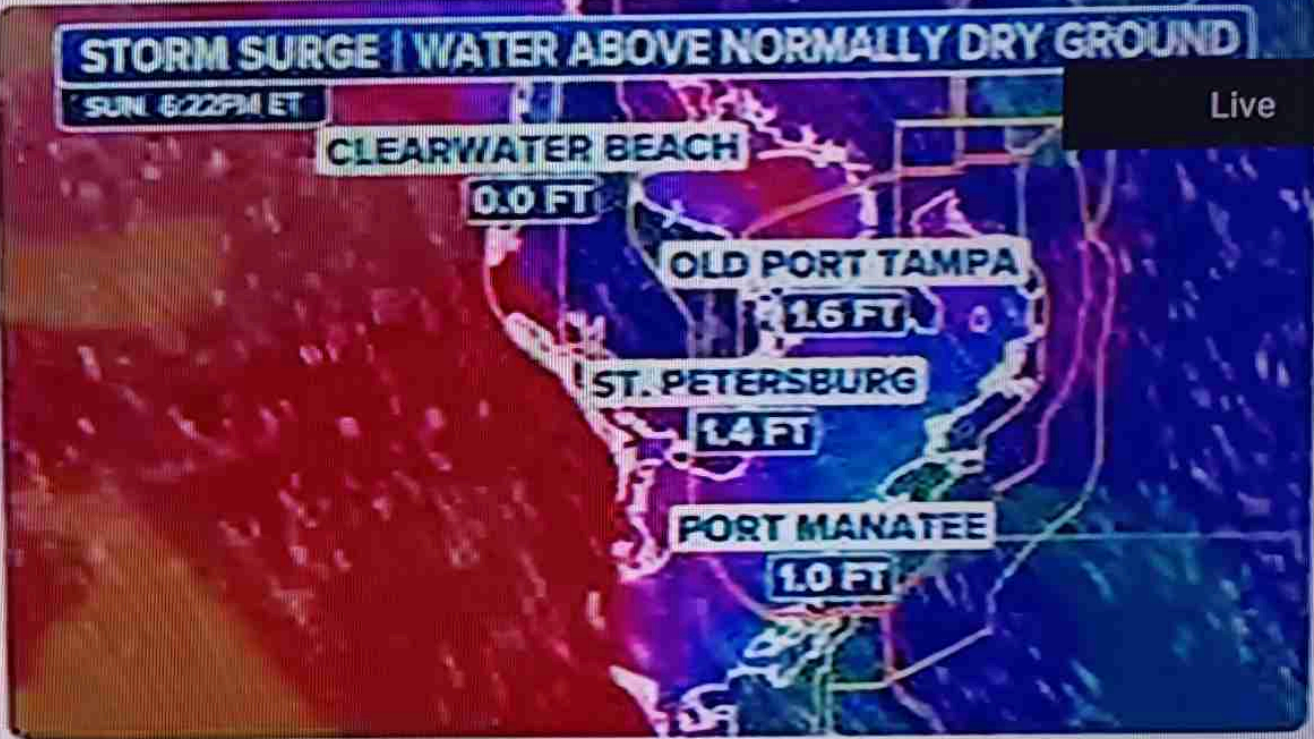 STORM SURGE | WATER ABOVE NORMALLY DRY GROUND
SUN 6:22PM ET
Live
CLEARWATER BEACH
0.0 FT
OLD PORT TAMPA
1.6 FT
ST. PETERSBURG
1.4 FT
PORT MANATEE
1.0 FT